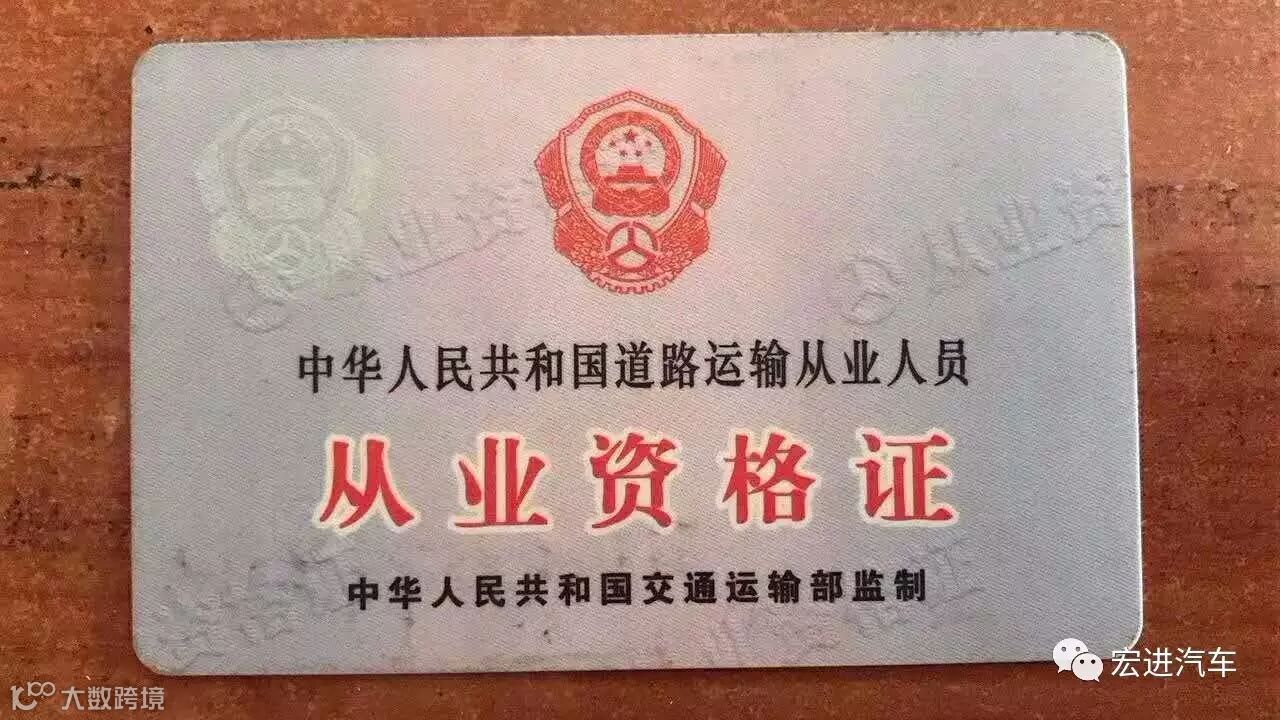 中华人民共和国道路运输从业人员
从业资格证
中华人民共和国交通运输部监制
宏进汽车
大数跨境